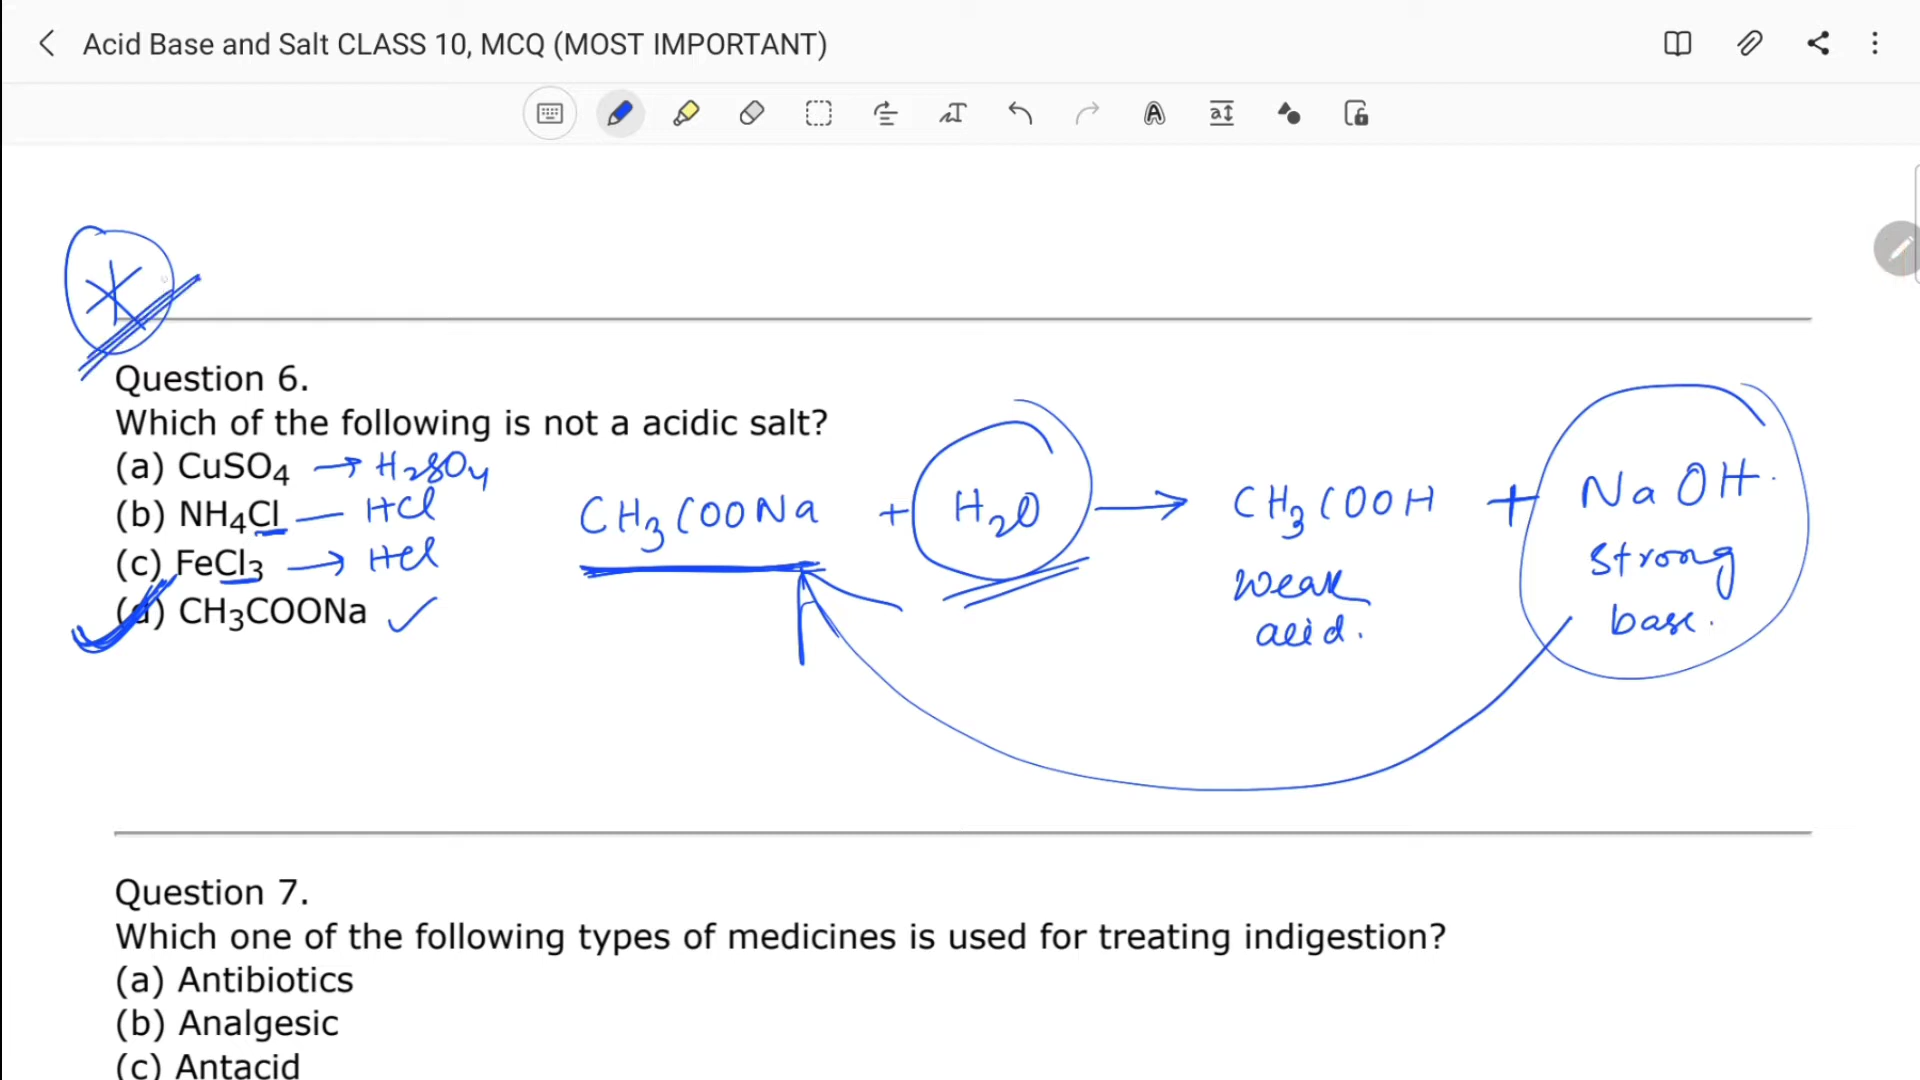 Acid Base and Salt CLASS 10, MCQ (MOST IMPORTANT)
Question 6.
Which of the following is not a acidic salt?
(a) CuSO4 → H2SO4
(b) NH4Cl — HCl
(c) FeCl3 → HCl
(d) CH3COONa ✓
CH3COONa + H2O → CH3COOH + NaOH.
weak acid.
strong base.
Question 7.
Which one of the following types of medicines is used for treating indigestion?
(a) Antibiotics
(b) Analgesic
(c) Antacid